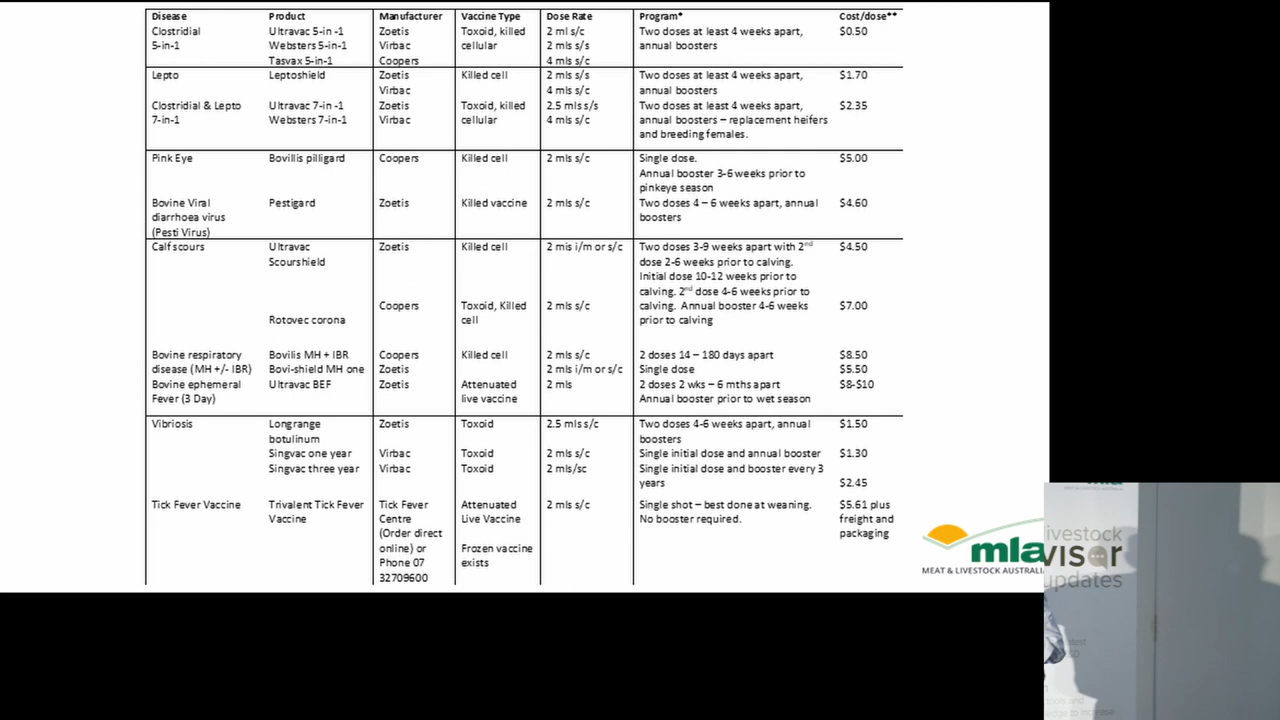 Disease Product Manufacturer Vaccine Type Dose Rate Program* Cost/dose**
Clostridial Ultravac 5-in -1 Zoetis Toxoid, killed 2 ml s/c Two doses at least 4 weeks apart, $0.50
5-in-1 Websters 5-in-1 Virbac cellular 2 mls s/s annual boosters
Tasvax 5-in-1 Coopers 4 mls s/c
Lepto Leptoshield Zoetis Killed cell 2 mls s/s Two doses at least 4 weeks apart, $1.70
Virbac 4 mls s/c annual boosters
Clostridial & Lepto Ultravac 7-in -1 Zoetis Toxoid, killed 2.5 mls s/s Two doses at least 4 weeks apart, $2.35
7-in-1 Websters 7-in-1 Virbac cellular 4 mls s/c annual boosters – replacement heifers
and breeding females.
Pink Eye Bovillis pilligard Coopers Killed cell 2 mls s/c Single dose. $5.00
Annual booster 3-6 weeks prior to
pinkeye season
Bovine Viral Pestigard Zoetis Killed vaccine 2 mls s/c Two doses 4 – 6 weeks apart, annual $4.60
diarrhoea virus boosters
(Pesti Virus)
Calf scours Ultravac Zoetis Killed cell 2 mis i/m or s/c Two doses 3-9 weeks apart with 2nd $4.50
Scourshield dose 2-6 weeks prior to calving.
Initial dose 10-12 weeks prior to
calving. 2nd dose 4-6 weeks prior to
Coopers Toxoid, Killed 2 mls s/c calving. Annual booster 4-6 weeks $7.00
Rotovec corona cell prior to calving
Bovine respiratory Bovilis MH + IBR Coopers Killed cell 2 mls s/c 2 doses 14 – 180 days apart $8.50
disease (MH +/- IBR) Bovi-shield MH one Zoetis 2 mls i/m or s/c Single dose $5.50
Bovine ephemeral Ultravac BEF Zoetis Attenuated 2 mls 2 doses 2 wks – 6 mths apart $8-$10
Fever (3 Day) live vaccine Annual booster prior to wet season
Vibriosis Longrange Zoetis Toxoid 2.5 mls s/c Two doses 4-6 weeks apart, annual $1.50
botulinum boosters
Singvac one year Virbac Toxoid 2 mls s/c Single initial dose and annual booster $1.30
Singvac three year Virbac Toxoid 2 mls/sc Single initial dose and booster every 3
years $2.45
Tick Fever Vaccine Trivalent Tick Fever Tick Fever Attenuated 2 mls s/c Single shot – best done at weaning. $5.61 plus
Vaccine Centre Live Vaccine No booster required. freight and
(Order direct packaging
online) or Frozen vaccine
Phone 07 exists
32709600
mla
MEAT & LIVESTOCK AUSTRALI
ivestock
visor
updates